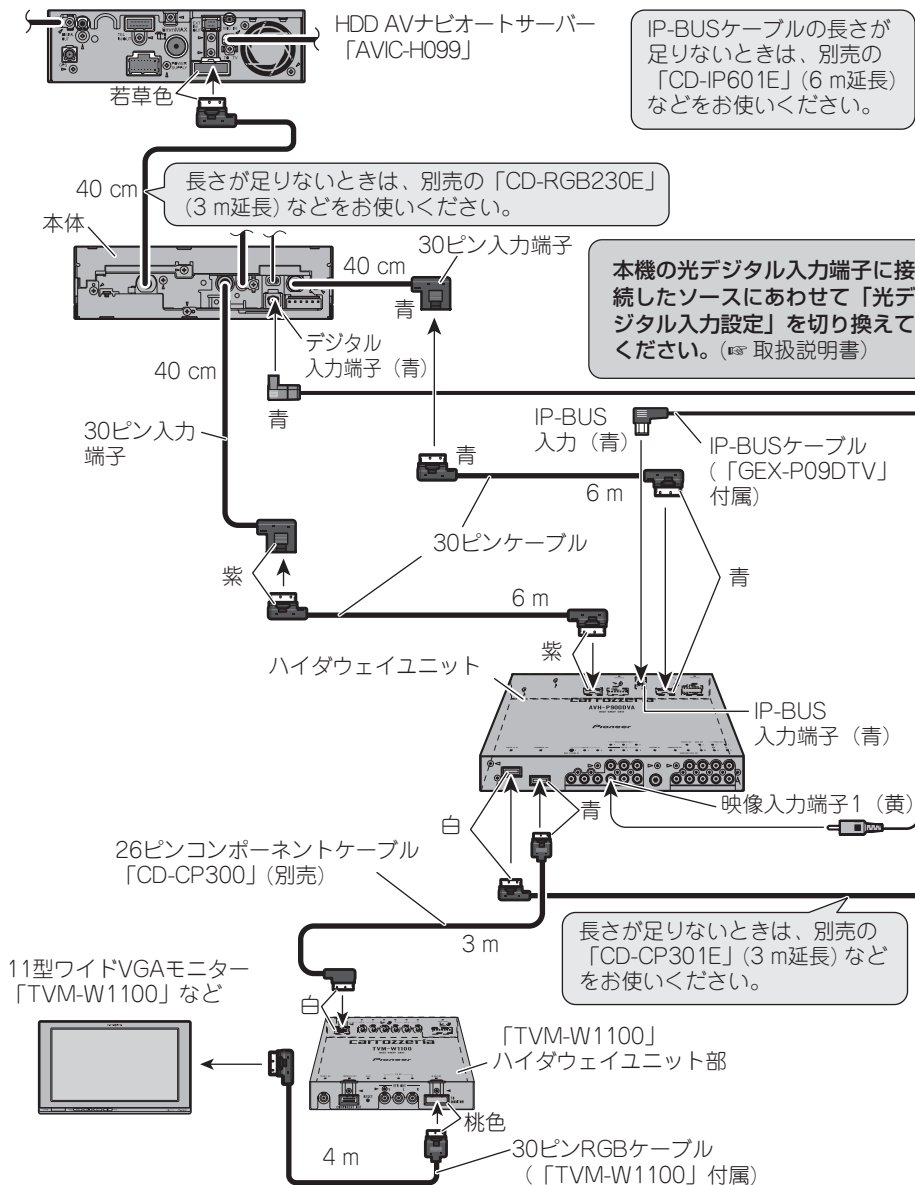 HDD AVナビオートサーバー
「AVIC-H099」
IP-BUSケーブルの長さが
足りないときは、別売の
「CD-IP601E」(6 m延長)
などをお使いください。
若草色
40 cm
長さが足りないときは、別売の「CD-RGB230E」
(3 m延長) などをお使いください。
本体
30ピン入力端子
40 cm
青
本機の光デジタル入力端子に接
続したソースにあわせて「光デ
ジタル入力設定」を切り換えて
ください。(☞ 取扱説明書)
デジタル
入力端子（青）
40 cm
青
30ピン入力
端子
IP-BUS
入力（青）
IP-BUSケーブル
(「GEX-P09DTV」
付属)
青
6 m
30ピンケーブル
青
紫
6 m
紫
ハイダウェイユニット
carrozzeria
AVH-P900DVA
Pioneer
IP-BUS
入力端子（青）
映像入力端子1（黄）
白
青
26ピンコンポーネントケーブル
「CD-CP300」(別売)
3 m
長さが足りないときは、別売の
「CD-CP301E」(3 m延長) など
をお使いください。
11型ワイドVGAモニター
「TVM-W1100」など
白
carrozzeria
TVM-W1100
Pioneer
「TVM-W1100」
ハイダウェイユニット部
桃色
4 m
30ピンRGBケーブル
(「TVM-W1100」付属)